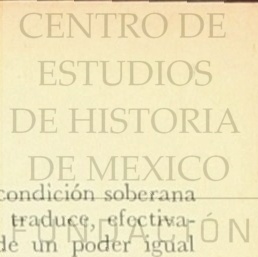 CENTRO DE
ESTUDIOS
DE HISTORIA
DE MEXICO
condición soberana
traduce, efectiva-
FUNDACIÓN
de un poder igual